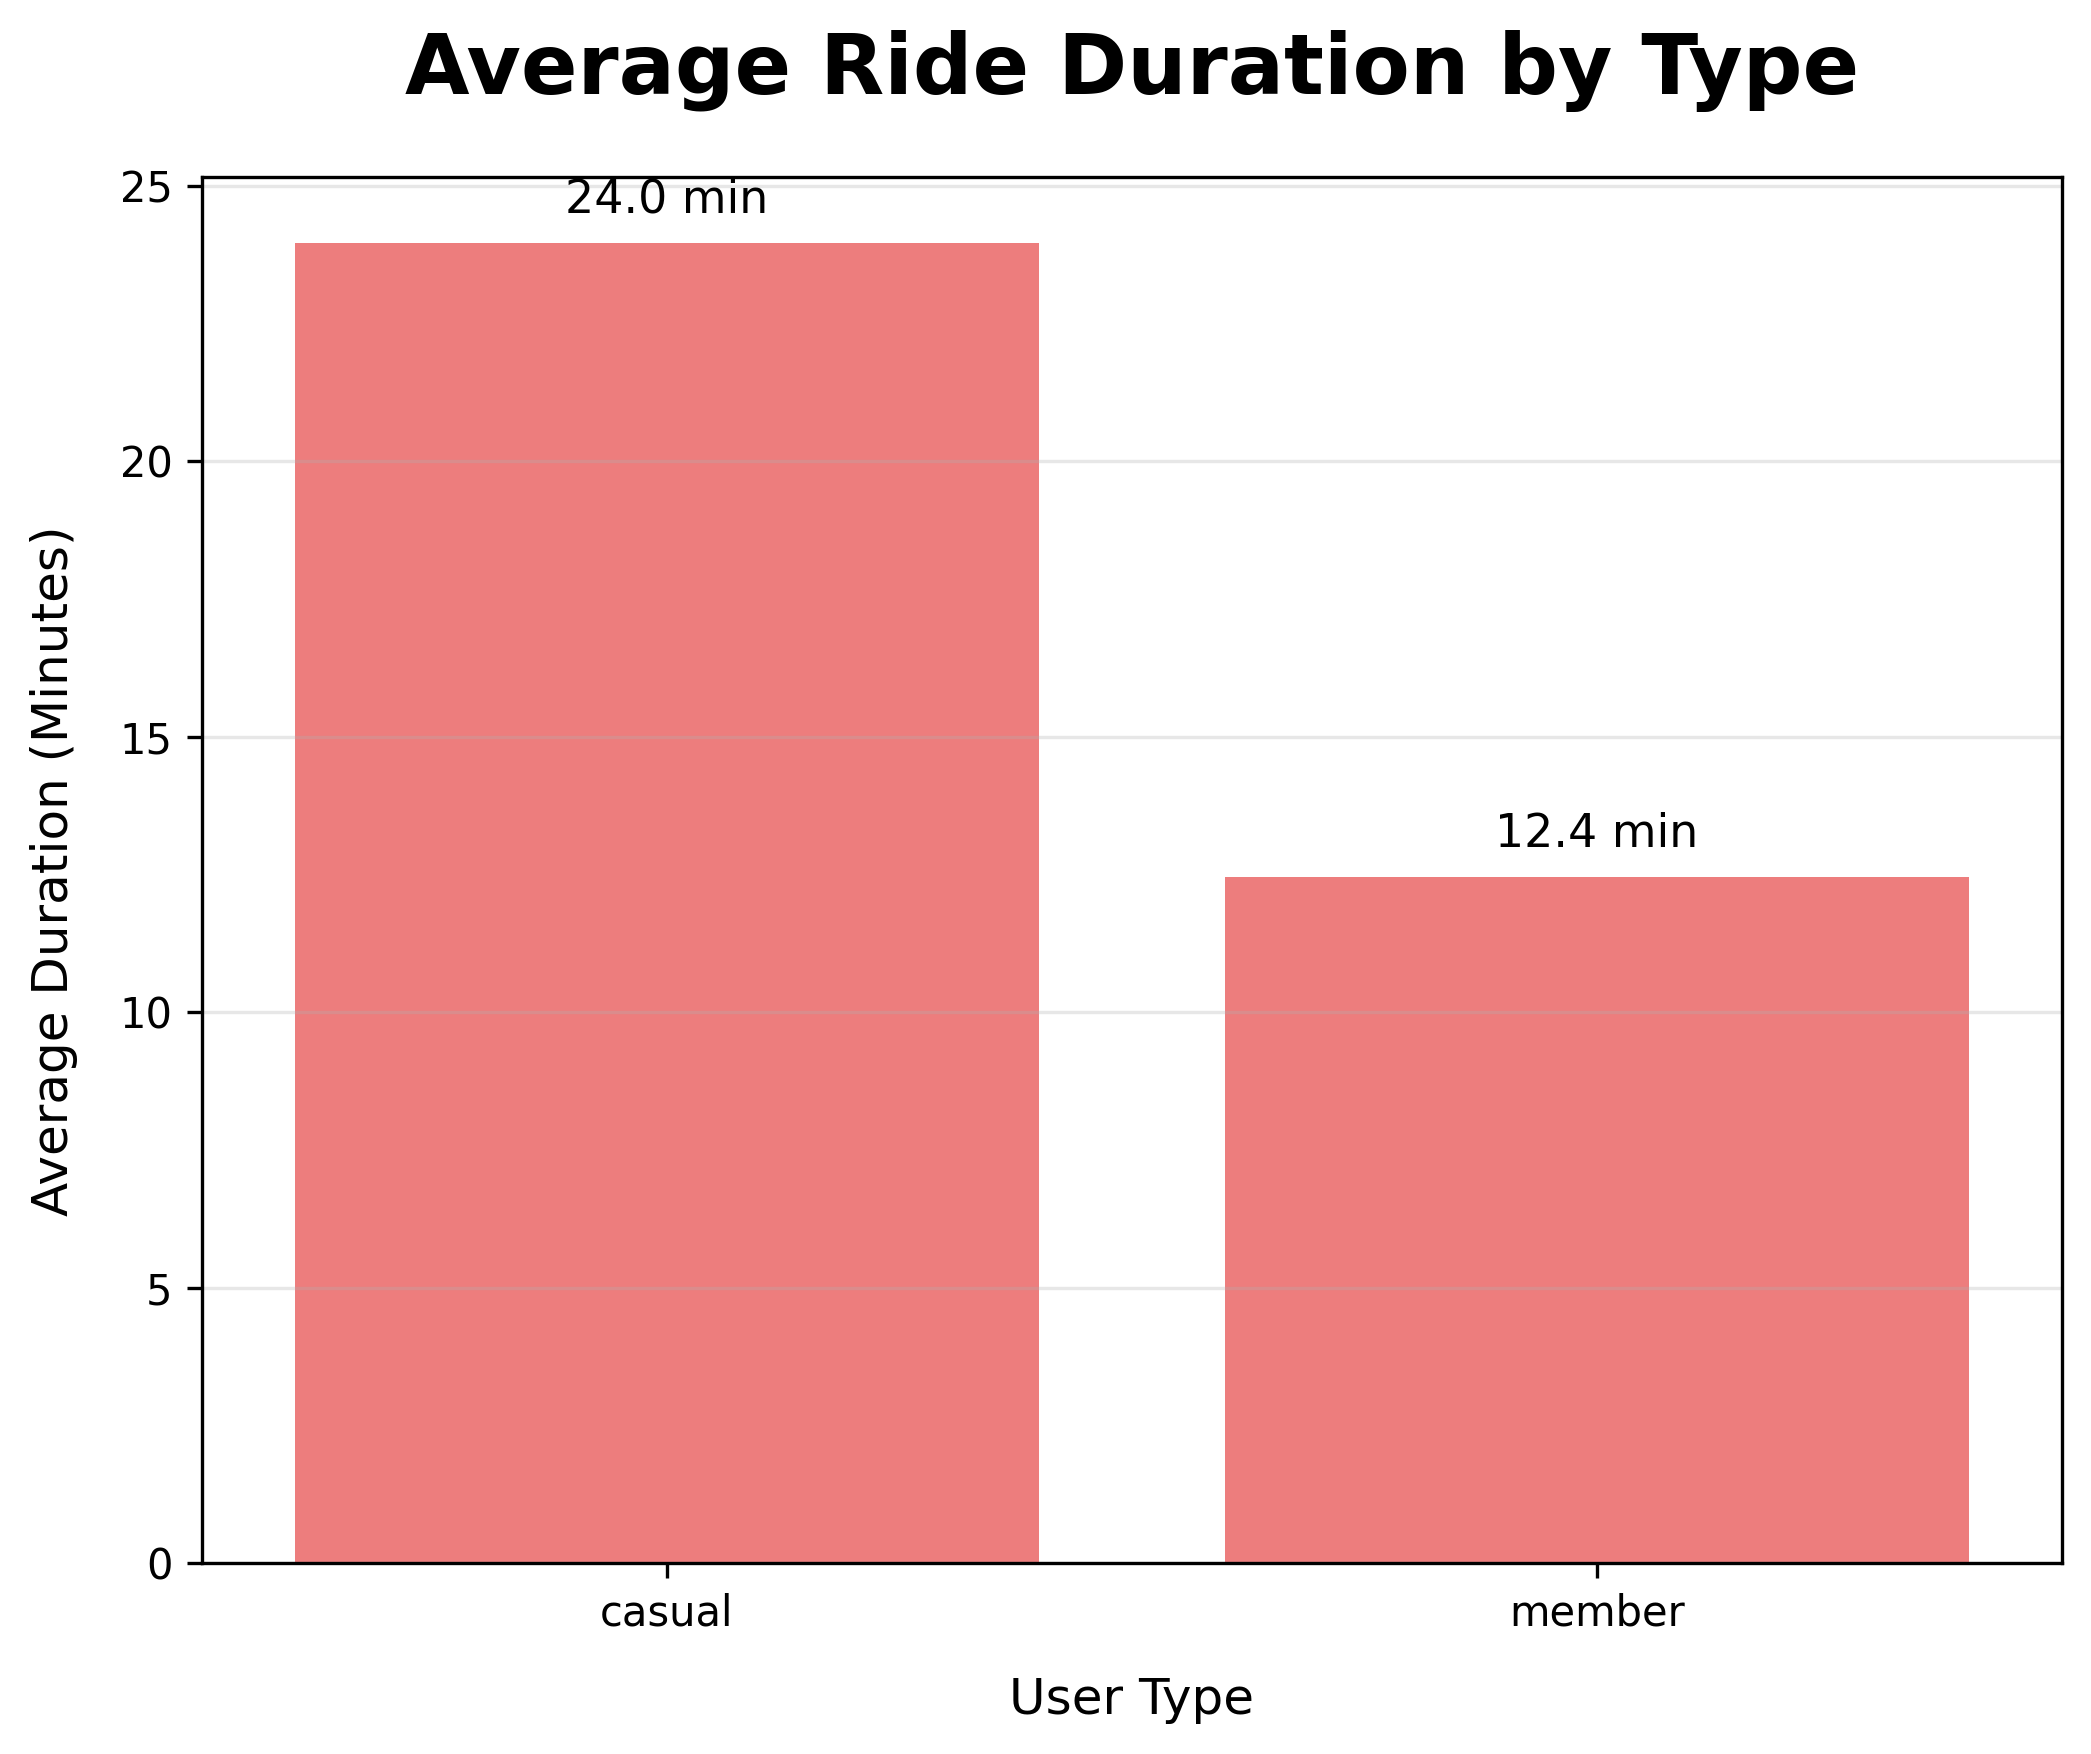 Average Ride Duration by Type
25
24.0 min
20
15
12.4 min
10
5
0
Average Duration (Minutes)
casual member
User Type